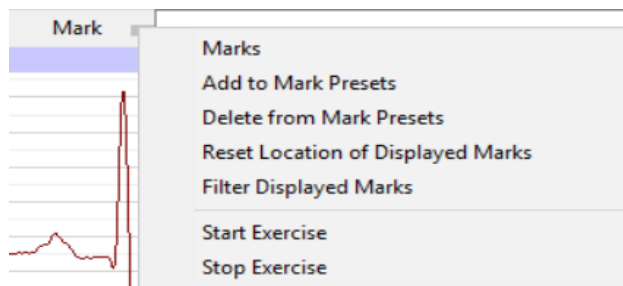 Mark
Marks
Add to Mark Presets
Delete from Mark Presets
Reset Location of Displayed Marks
Filter Displayed Marks
Start Exercise
Stop Exercise